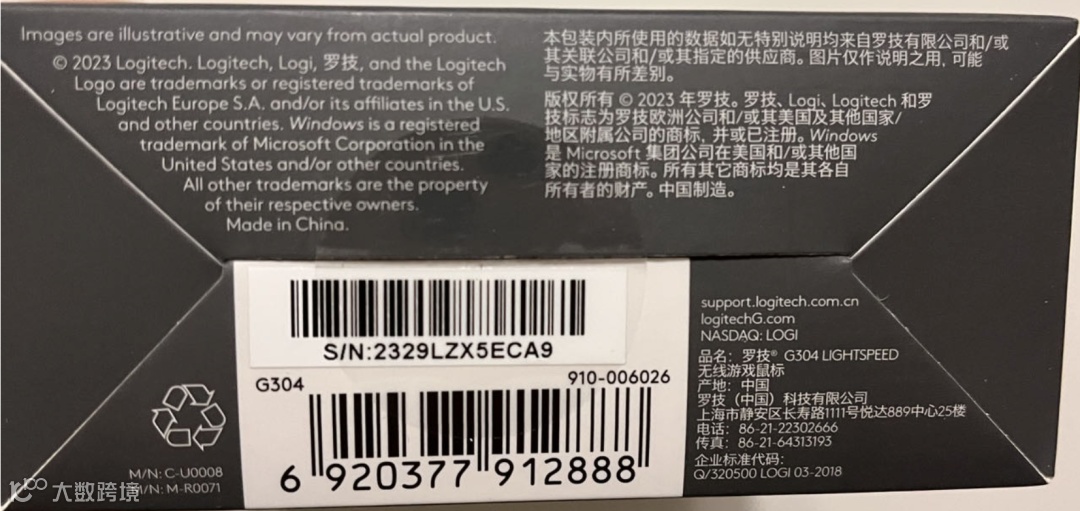 Images are illustrative and may vary from actual product.
© 2023 Logitech. Logitech, Logi, 罗技, and the Logitech
Logo are trademarks or registered trademarks of
Logitech Europe S.A. and/or its affiliates in the U.S.
and other countries. Windows is a registered
trademark of Microsoft Corporation in the
United States and/or other countries.
All other trademarks are the property
of their respective owners.
Made in China.
本包装内所使用的数据如无特别说明均来自罗技有限公司和/或
其关联公司和/或其指定的供应商。图片仅作说明之用, 可能
与实物有所差别。
版权所有 © 2023 年罗技。罗技、Logi、Logitech 和罗
技标志为罗技欧洲公司和/或其美国及其他国家/
地区附属公司的商标, 并或已注册。Windows
是 Microsoft 集团公司在美国和/或其他国
家的注册商标。所有其它商标均是其各自
所有者的财产。中国制造。
S/N:2329LZX5ECA9
G304 910-006026
6 920377 912888
M/N: C-U0008
M/N: M-R0071
大数跨境
support.logitech.com.cn
logitechG.com
NASDAQ: LOGI
品名: 罗技® G304 LIGHTSPEED
无线游戏鼠标
产地: 中国
罗技（中国）科技有限公司
上海市静安区长寿路1111号悦达889中心25楼
电话: 86-21-22302666
传真: 86-21-64313193
企业标准代码:
Q/320500 LOGI 03-2018